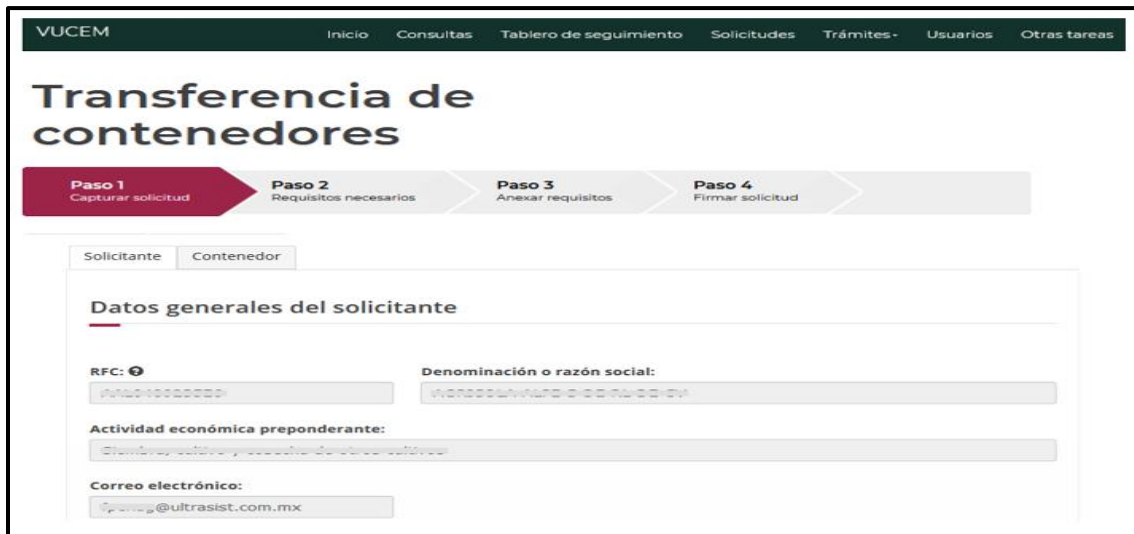 VUCEM Inicio Consultas Tablero de seguimiento Solicitudes Trámites Usuarios Otras tareas
Transferencia de
contenedores
Paso 1 Paso 2 Paso 3 Paso 4
Capturar solicitud Requisitos necesarios Anexar requisitos Firmar solicitud
Solicitante Contenedor
Datos generales del solicitante
RFC: Denominación o razón social:
Actividad económica preponderante:
Correo electrónico:
@ultrasist.com.mx